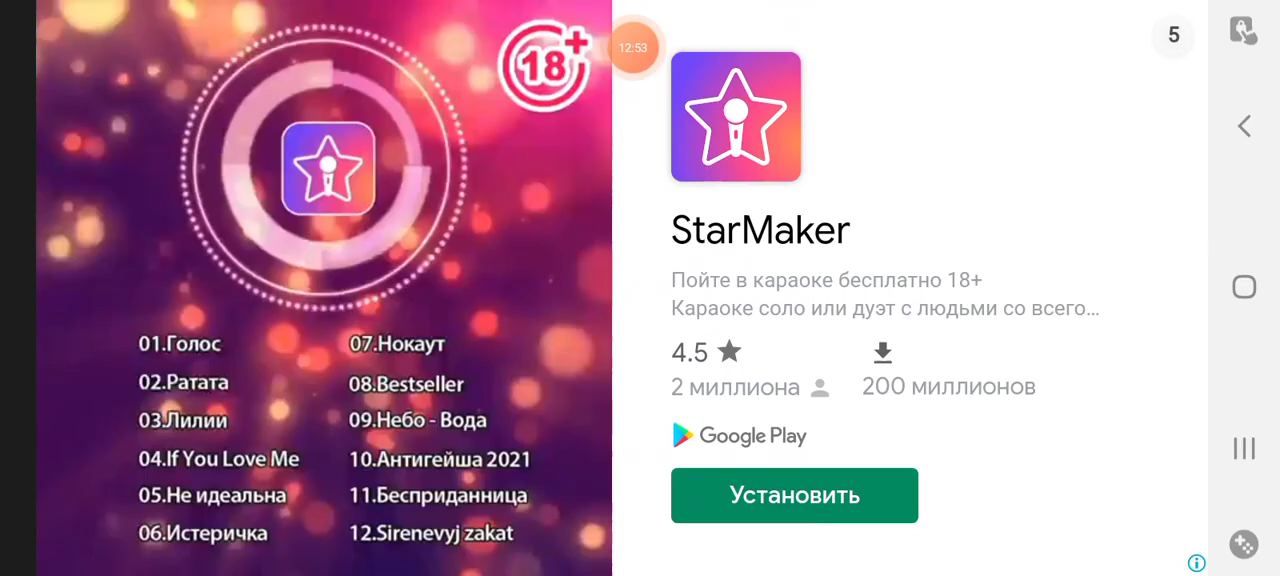 18+
01.Голос
02.Ратата
03.Лилии
04.If You Love Me
05.Не идеальна
06.Истеричка
07.Нокаут
08.Bestseller
09.Небо - Вода
10.Антигейша 2021
11.Бесприданница
12.Sirenevyj zakat
12:53
5
StarMaker
Пойте в караоке бесплатно 18+
Караоке соло или дуэт с людьми со всего...
4.5
2 миллиона
200 миллионов
Google Play
Установить